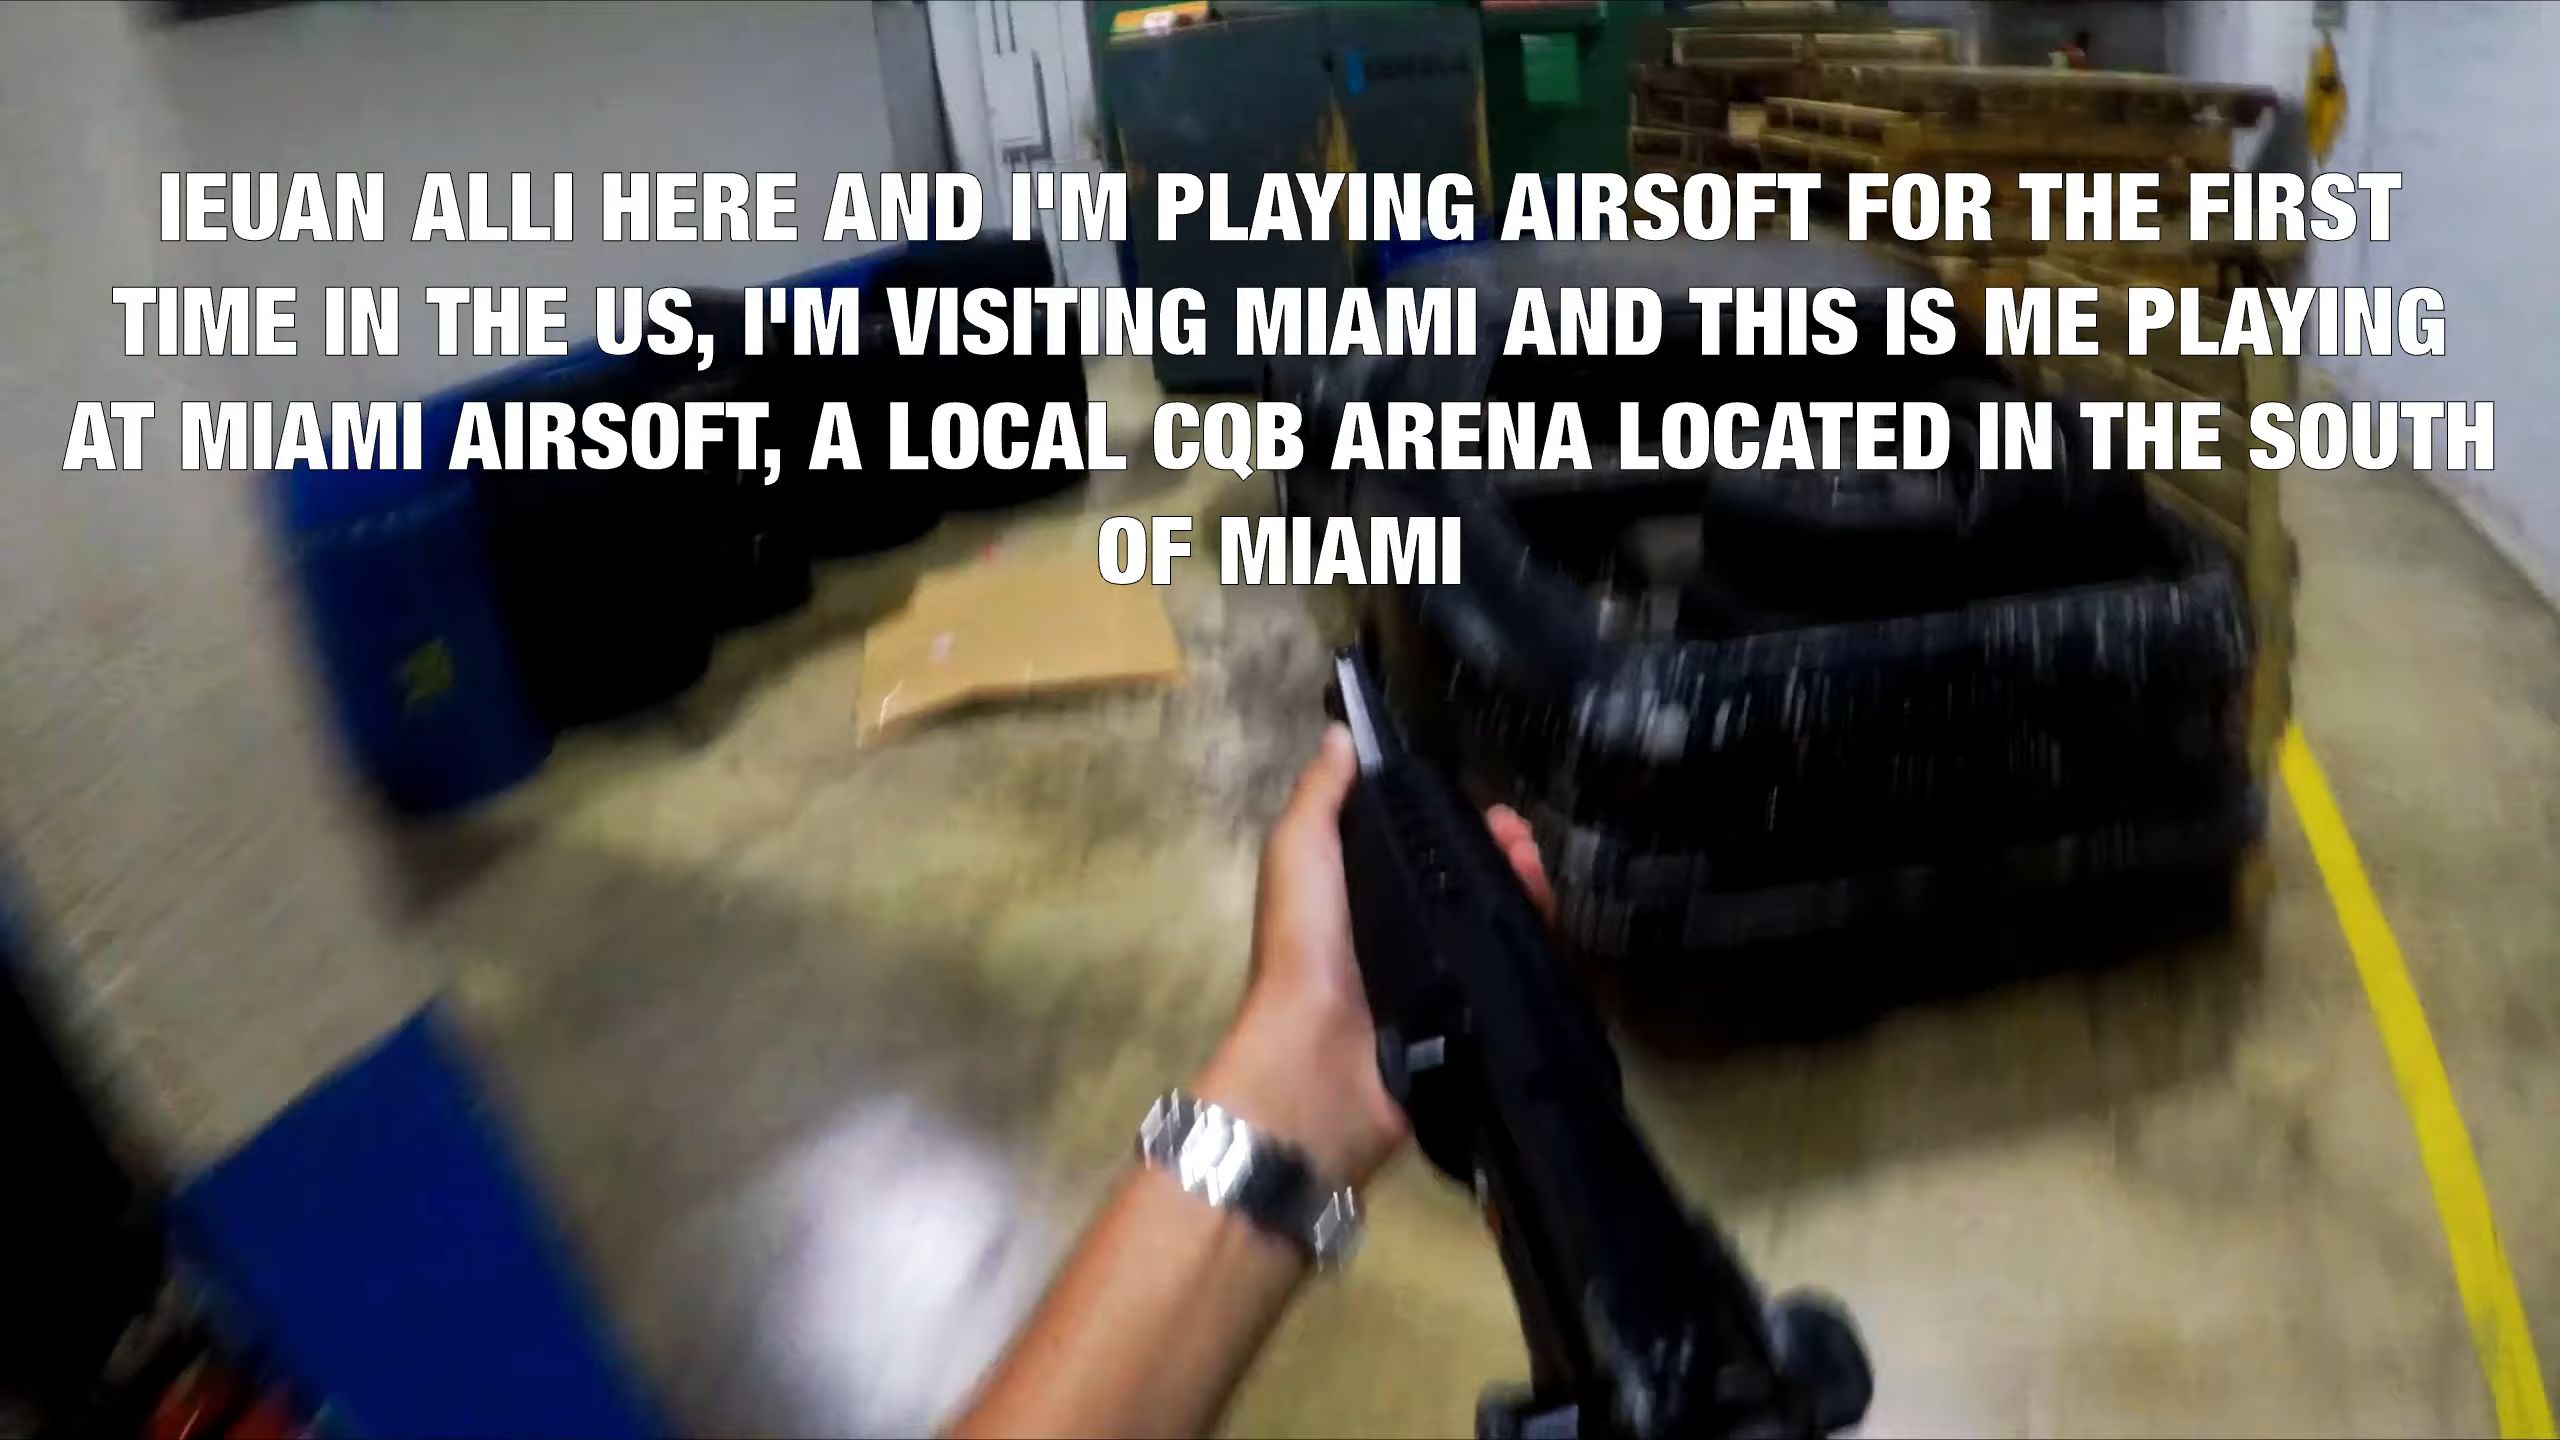 IEUAN ALLI HERE AND I'M PLAYING AIRSOFT FOR THE FIRST
TIME IN THE US, I'M VISITING MIAMI AND THIS IS ME PLAYING
AT MIAMI AIRSOFT, A LOCAL CQB ARENA LOCATED IN THE SOUTH
OF MIAMI